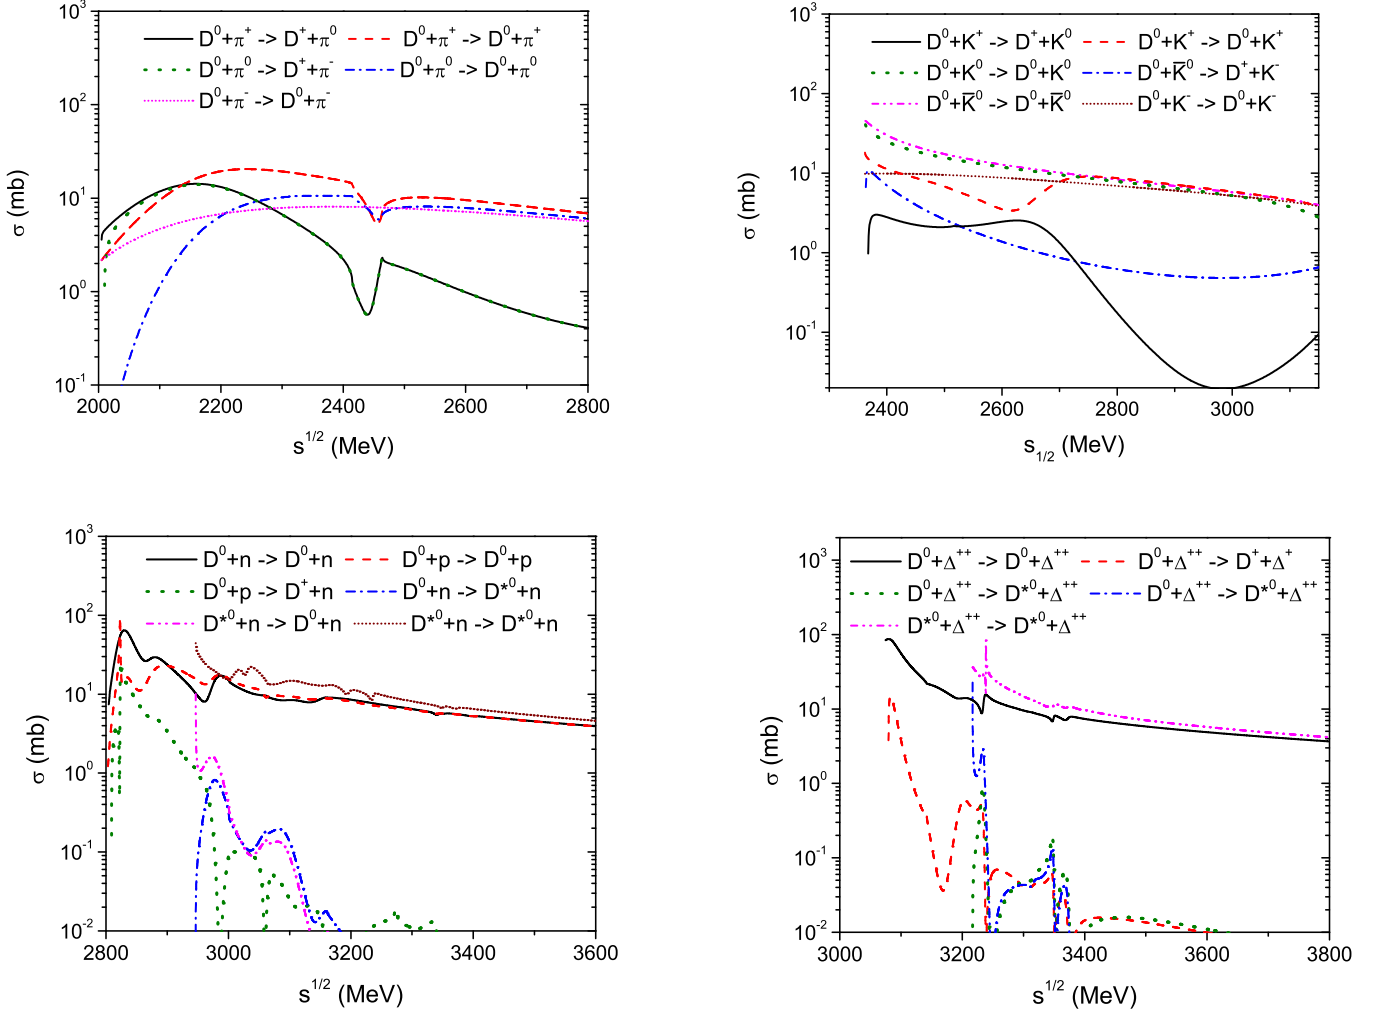 10³
D⁰+π⁺ -> D⁺+π⁰ D⁰+π⁺ -> D⁰+π⁺
D⁰+π⁰ -> D⁺+π⁻ D⁰+π⁰ -> D⁰+π⁰
D⁰+π⁻ -> D⁰+π⁻
10²
10¹
10⁰
10⁻¹
σ (mb)
2000 2200 2400 2600 2800
s^1/2 (MeV)
10³
D⁰+K⁺ -> D⁺+K⁰ D⁰+K⁺ -> D⁰+K⁺
D⁰+K⁰ -> D⁰+K⁰ D⁰+K̅⁰ -> D⁺+K⁻
D⁰+K̅⁰ -> D⁰+K̅⁰ D⁰+K⁻ -> D⁰+K⁻
10²
10¹
10⁰
10⁻¹
σ (mb)
2400 2600 2800 3000
s_1/2 (MeV)
10³
D⁰+n -> D⁰+n D⁰+p -> D⁰+p
D⁰+p -> D⁺+n D⁰+n -> D*⁰+n
D*⁰+n -> D⁰+n D*⁰+n -> D*⁰+n
10²
10¹
10⁰
10⁻¹
10⁻²
σ (mb)
2800 3000 3200 3400 3600
s^1/2 (MeV)
10³
D⁰+Δ⁺⁺ -> D⁰+Δ⁺⁺ D⁰+Δ⁺⁺ -> D⁺+Δ⁺
D⁰+Δ⁺⁺ -> D*⁰+Δ⁺⁺ D⁰+Δ⁺⁺ -> D*⁰+Δ⁺⁺
D*⁰+Δ⁺⁺ -> D*⁰+Δ⁺⁺
10²
10¹
10⁰
10⁻¹
10⁻²
σ (mb)
3000 3200 3400 3600 3800
s^1/2 (MeV)